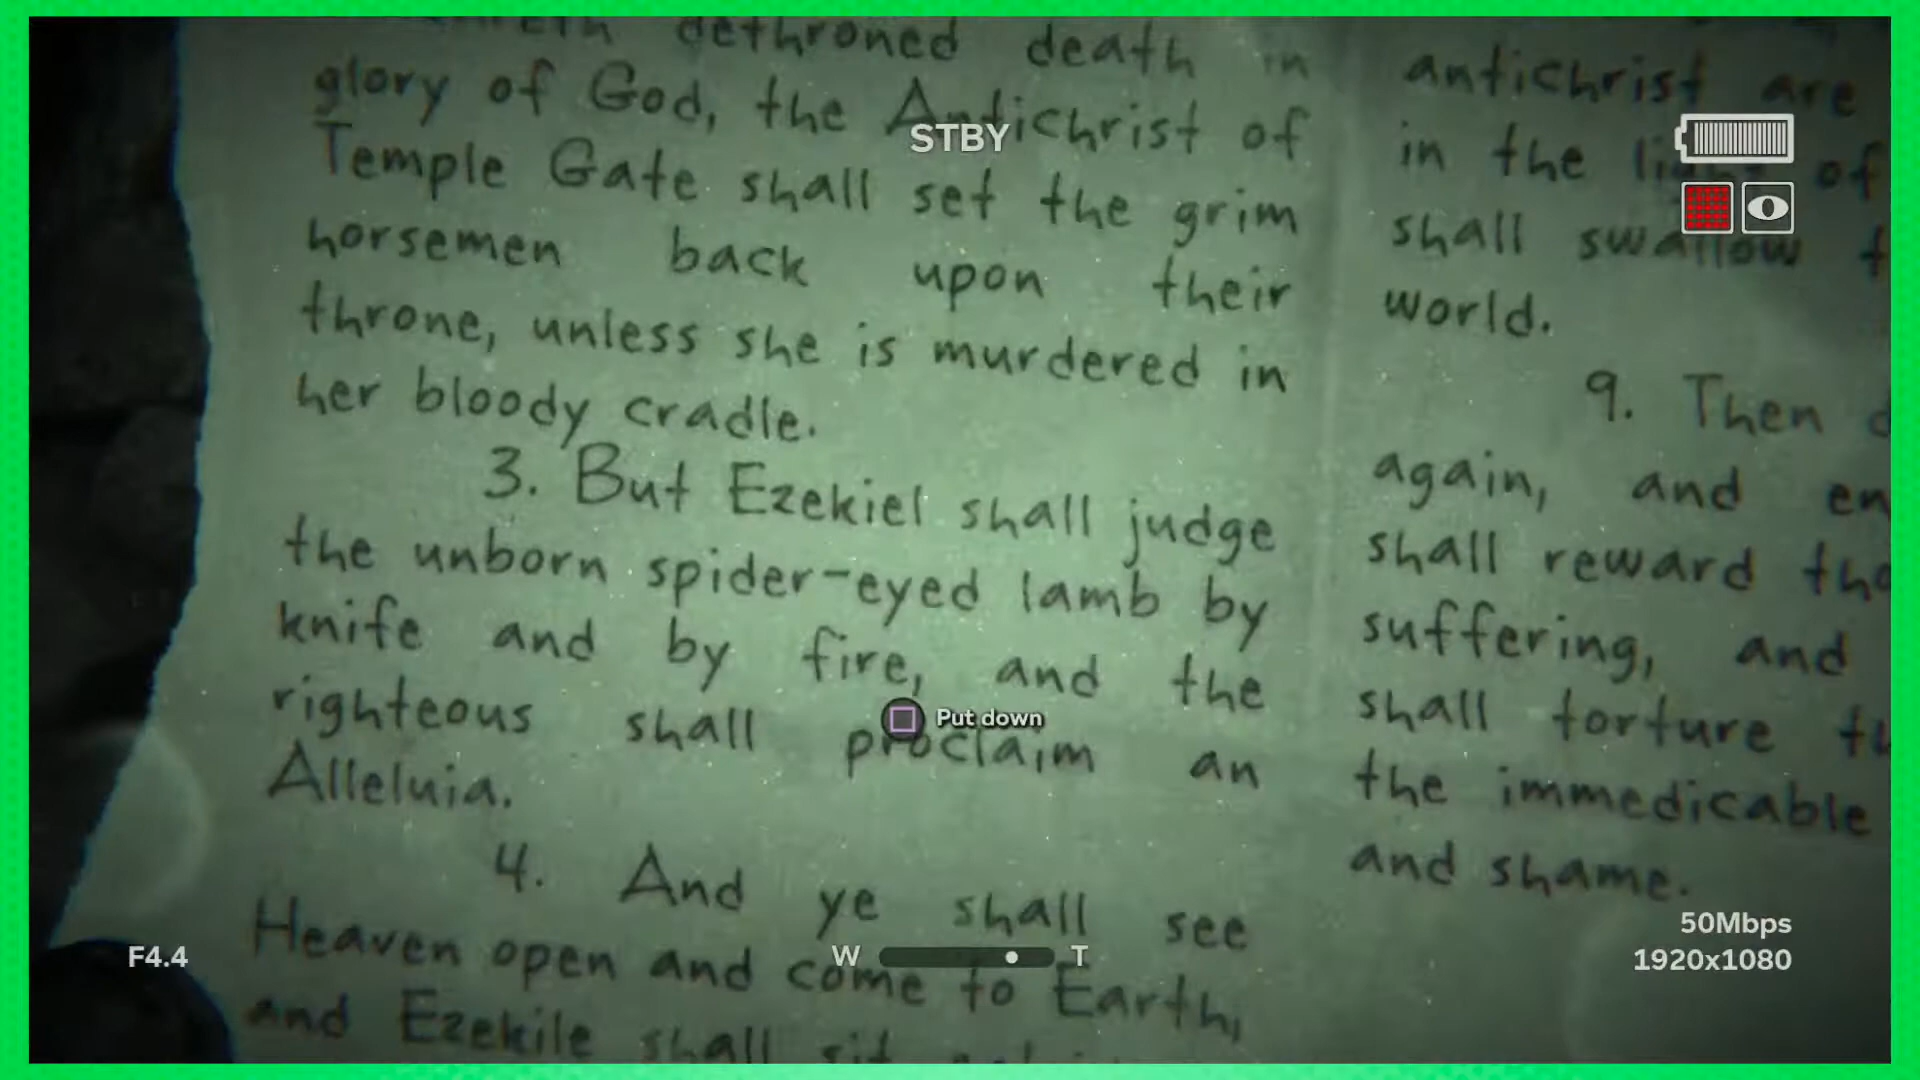 dethroned death in
glory of God, the Antichrist of
Temple Gate shall set the grim
horsemen back upon their
throne, unless she is murdered in
her bloody cradle.
3. But Ezekiel shall judge
the unborn spider-eyed lamb by
knife and by fire, and the
righteous shall proclaim an
Alleluia.
4. And ye shall see
Heaven open and come to Earth,
and Ezekile shall sit
antichrist are
in the light of
shall swallow
world.
9. Then
again, and
shall reward
suffering, and
shall torture
the immedicable
and shame.
STBY
Put down
F4.4
W T
50Mbps
1920x1080